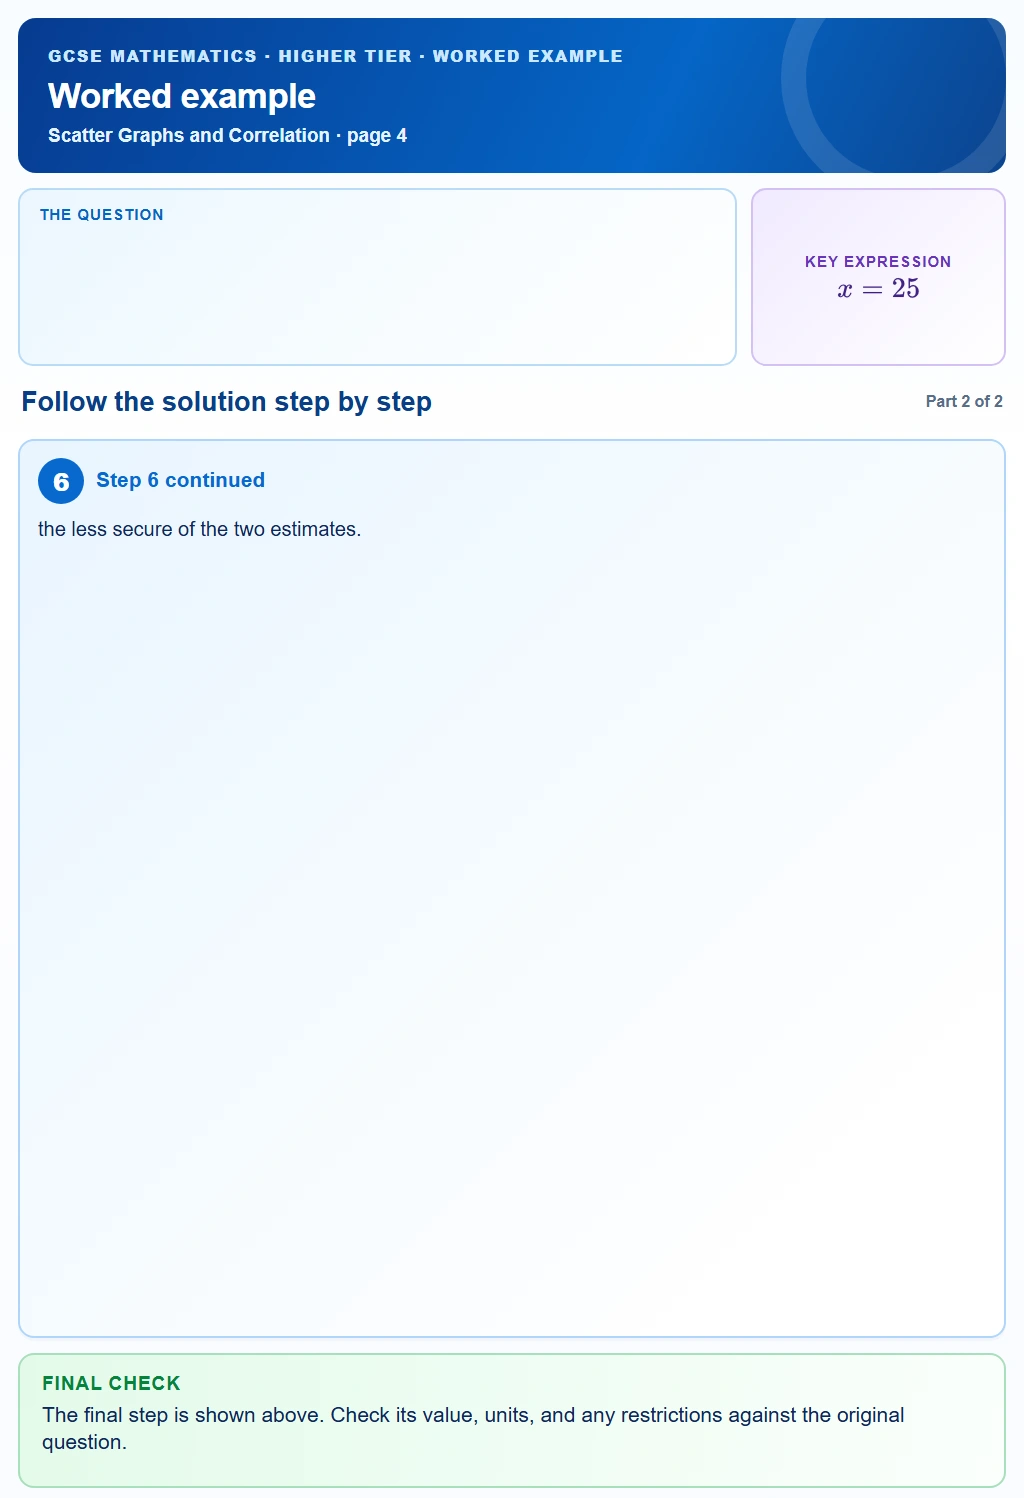 GCSE MATHEMATICS · HIGHER TIER · WORKED EXAMPLE
Worked example
Scatter Graphs and Correlation · page 4
THE QUESTION
KEY EXPRESSION
x = 25
Follow the solution step by step
Part 2 of 2
6 Step 6 continued
the less secure of the two estimates.
FINAL CHECK
The final step is shown above. Check its value, units, and any restrictions against the original
question.